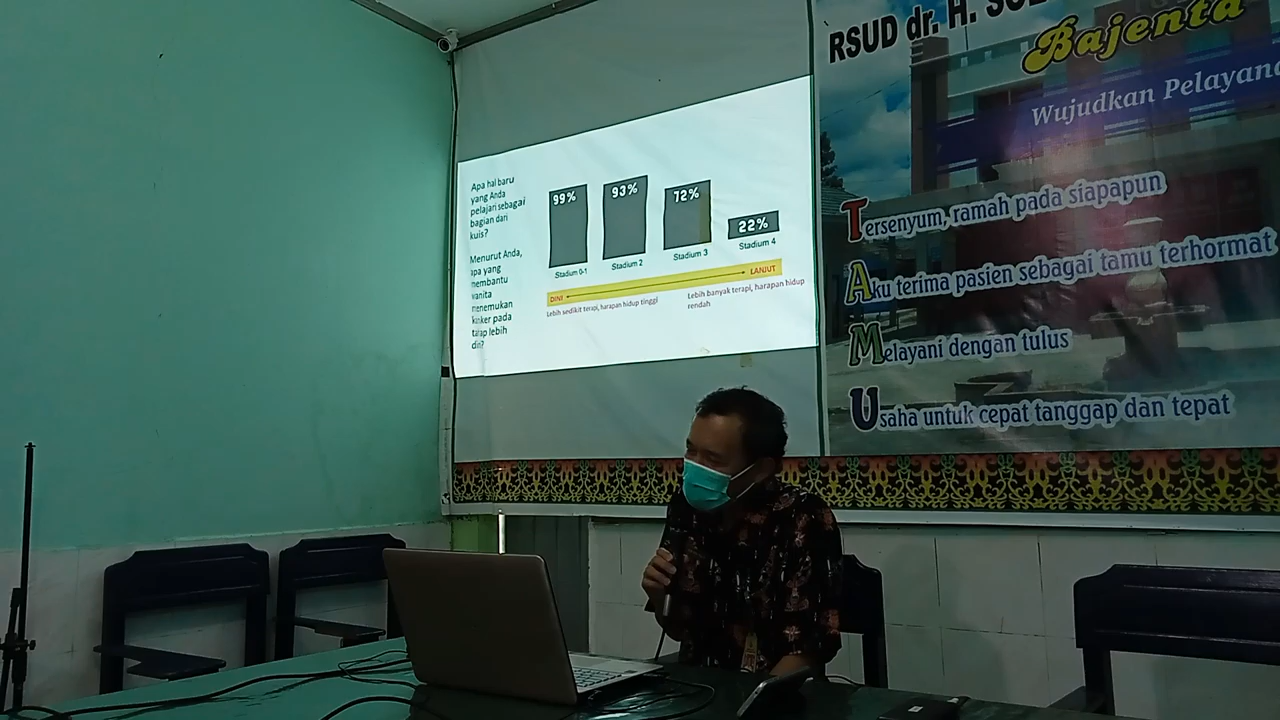 Apa hal baru
yang Anda
pelajari sebagai
bagian dari
kuis?
Menurut Anda,
apa yang
membantu
wanita
menemukan
kanker pada
tahap lebih
dini?
99%
93%
72%
22%
Stadium 0-1
Stadium 2
Stadium 3
Stadium 4
DINI
LANJUT
Lebih sedikit terapi, harapan hidup tinggi
Lebih banyak terapi, harapan hidup
rendah
RSUD dr. H.
Bajenta
Wujudkan
Tersenyum, ramah pada siapapun
Aku terima pasien sebagai tamu terhormat
Melayani dengan tulus
Usaha untuk cepat tanggap dan tepat